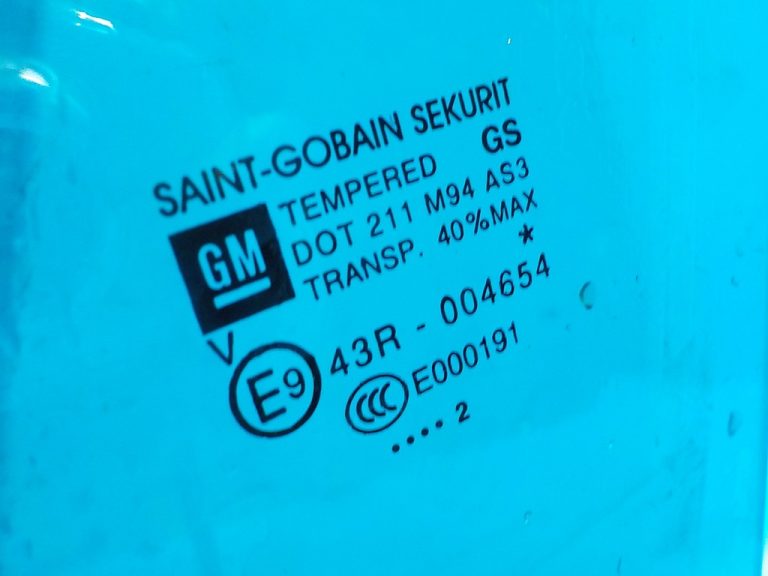 SAINT-GOBAIN SEKURIT
TEMPERED GS
GM
DOT 211 M94 AS3
TRANSP. 40%MAX
*
V
E9 43R - 004654
CCC E000191
.... 2